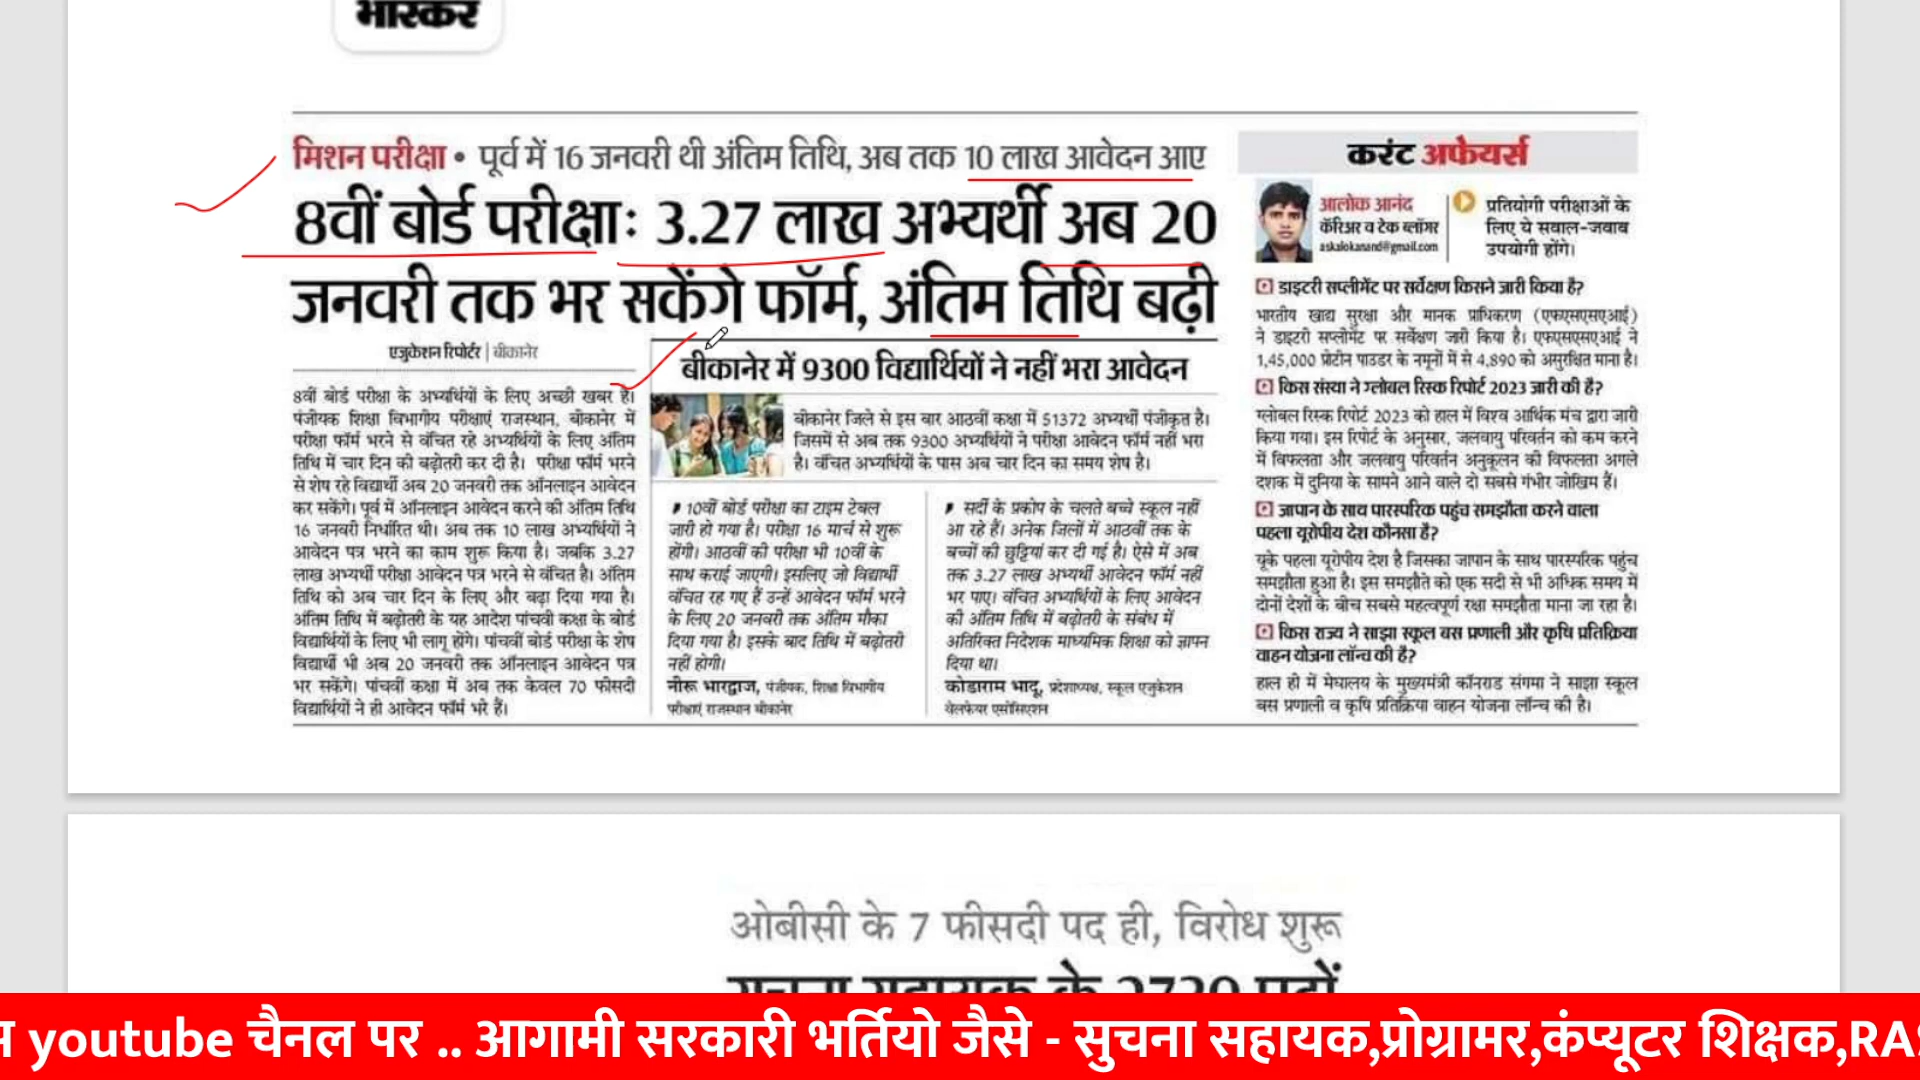 भास्कर
मिशन परीक्षा • पूर्व में 16 जनवरी थी अंतिम तिथि, अब तक 10 लाख आवेदन आए
8वीं बोर्ड परीक्षा: 3.27 लाख अभ्यर्थी अब 20
जनवरी तक भर सकेंगे फॉर्म, अंतिम तिथि बढ़ी
एजुकेशन रिपोर्टर | बीकानेर
8वीं बोर्ड परीक्षा के अभ्यर्थियों के लिए अच्छी खबर है।
पंजीयक शिक्षा विभागीय परीक्षाएं राजस्थान, बीकानेर में
परीक्षा फॉर्म भरने से वंचित रहे अभ्यर्थियों के लिए अंतिम
तिथि में चार दिन की बढ़ोतरी कर दी है। परीक्षा फॉर्म भरने
से शेष रहे विद्यार्थी अब 20 जनवरी तक ऑनलाइन आवेदन
कर सकेंगे। पूर्व में ऑनलाइन आवेदन करने की अंतिम तिथि
16 जनवरी निर्धारित थी। अब तक 10 लाख अभ्यर्थियों ने
आवेदन पत्र भरने का काम शुरू किया है। जबकि 3.27
लाख अभ्यर्थी परीक्षा आवेदन पत्र भरने से वंचित है। अंतिम
तिथि को अब चार दिन के लिए और बढ़ा दिया गया है।
अंतिम तिथि में बढ़ोतरी के यह आदेश पांचवी कक्षा के बोर्ड
विद्यार्थियों के लिए भी लागू होंगे। पांचवीं बोर्ड परीक्षा के शेष
विद्यार्थी भी अब 20 जनवरी तक ऑनलाइन आवेदन पत्र
भर सकेंगे। पांचवीं कक्षा में अब तक केवल 70 फीसदी
विद्यार्थियों ने ही आवेदन फॉर्म भरे हैं।
बीकानेर में 9300 विद्यार्थियों ने नहीं भरा आवेदन
बीकानेर जिले से इस बार आठवीं कक्षा में 51372 अभ्यर्थी पंजीकृत है।
जिसमें से अब तक 9300 अभ्यर्थियों ने परीक्षा आवेदन फॉर्म नहीं भरा
है। वंचित अभ्यर्थियों के पास अब चार दिन का समय शेष है।
10वीं बोर्ड परीक्षा का टाइम टेबल
जारी हो गया है। परीक्षा 16 मार्च से शुरू
होंगी। आठवीं की परीक्षा भी 10वीं के
साथ कराई जाएगी। इसलिए जो विद्यार्थी
वंचित रह गए हैं उन्हें आवेदन फॉर्म भरने
के लिए 20 जनवरी तक अंतिम मौका
दिया गया है। इसके बाद तिथि में बढ़ोतरी
नहीं होगी।
नीरू भारद्वाज, पंजीयक, शिक्षा विभागीय
परीक्षाएं राजस्थान बीकानेर
सर्दी के प्रकोप के चलते बच्चे स्कूल नहीं
आ रहे हैं। अनेक जिलों में आठवीं तक के
बच्चों की छुट्टियां कर दी गई है। ऐसे में अब
तक 3.27 लाख अभ्यर्थी आवेदन फॉर्म नहीं
भर पाए। वंचित अभ्यर्थियों के लिए आवेदन
की अंतिम तिथि में बढ़ोतरी के संबंध में
अतिरिक्त निदेशक माध्यमिक शिक्षा को ज्ञापन
दिया था।
कोडाराम भादू, प्रदेशाध्यक्ष, स्कूल एजुकेशन
वेलफेयर एसोसिएशन
करंट अफेयर्स
आलोक आनंद
कॅरिअर व टेक ब्लॉगर
askalokanand@gmail.com
प्रतियोगी परीक्षाओं के
लिए ये सवाल-जवाब
उपयोगी होंगे।
Q डाइटरी सप्लीमेंट पर सर्वेक्षण किसने जारी किया है?
भारतीय खाद्य सुरक्षा और मानक प्राधिकरण (एफएसएसएआई)
ने डाइटरी सप्लीमेंट पर सर्वेक्षण जारी किया है। एफएसएसएआई ने
1,45,000 प्रोटीन पाउडर के नमूनों में से 4,890 को असुरक्षित माना है।
Q किस संस्था ने ग्लोबल रिस्क रिपोर्ट 2023 जारी की है?
ग्लोबल रिस्क रिपोर्ट 2023 को हाल में विश्व आर्थिक मंच द्वारा जारी
किया गया। इस रिपोर्ट के अनुसार, जलवायु परिवर्तन को कम करने
में विफलता और जलवायु परिवर्तन अनुकूलन की विफलता अगले
दशक में दुनिया के सामने आने वाले दो सबसे गंभीर जोखिम हैं।
Q जापान के साथ पारस्परिक पहुंच समझौता करने वाला
पहला यूरोपीय देश कौनसा है?
यूके पहला यूरोपीय देश है जिसका जापान के साथ पारस्परिक पहुंच
समझौता हुआ है। इस समझौते को एक सदी से भी अधिक समय में
दोनों देशों के बीच सबसे महत्वपूर्ण रक्षा समझौता माना जा रहा है।
Q किस राज्य ने साझा स्कूल बस प्रणाली और कृषि प्रतिक्रिया
वाहन योजना लॉन्च की है?
हाल ही में मेघालय के मुख्यमंत्री कॉनराड संगमा ने साझा स्कूल
बस प्रणाली व कृषि प्रतिक्रिया वाहन योजना लॉन्च की है।
ओबीसी के 7 फीसदी पद ही, विरोध शुरू
सूचना सहायक के 2730 पदों
youtube चैनल पर .. आगामी सरकारी भर्तियो जैसे - सुचना सहायक,प्रोग्रामर,कंप्यूटर शिक्षक,RAS